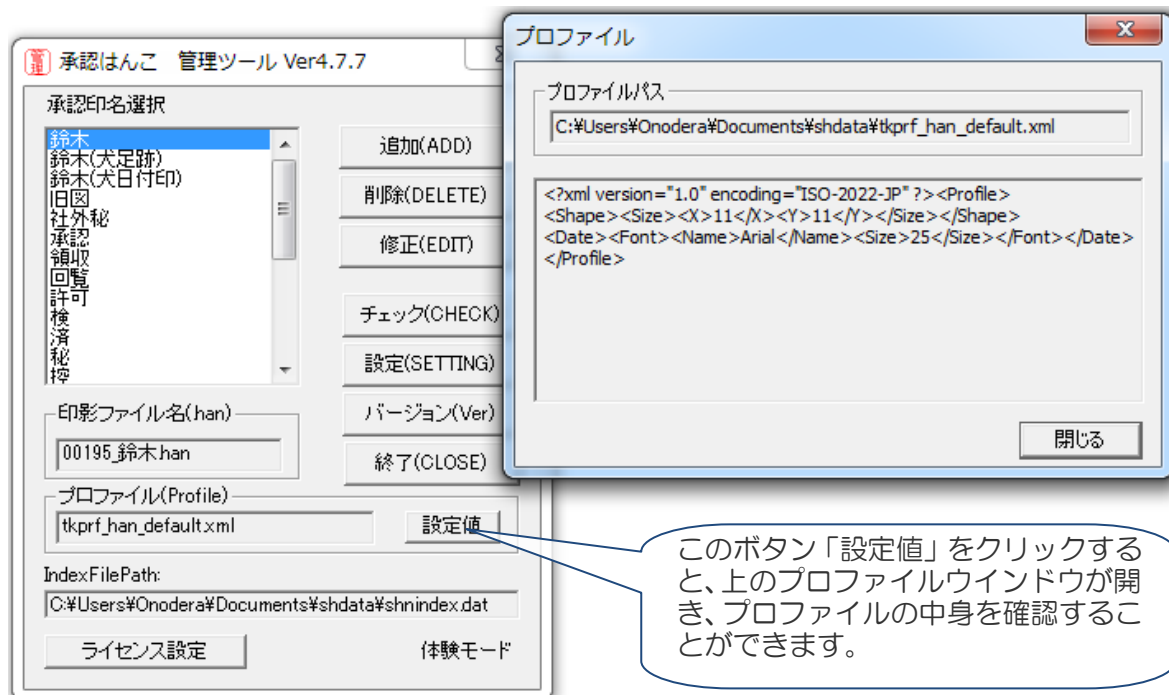 管理
承認はんこ 管理ツール Ver4.7.7
承認印名選択
鈴木
鈴木(犬足跡)
鈴木(犬日付印)
旧図
社外秘
承認
領収
回覧
許可
検
済
秘
控
追加(ADD)
削除(DELETE)
修正(EDIT)
チェック(CHECK)
設定(SETTING)
バージョン(Ver)
終了(CLOSE)
印影ファイル名(.han)
00195_鈴木.han
プロファイル(Profile)
tkprf_han_default.xml
設定値
IndexFilePath:
C:¥Users¥Onodera¥Documents¥shdata¥shnindex.dat
ライセンス設定
体験モード
プロファイル
プロファイルパス
C:¥Users¥Onodera¥Documents¥shdata¥tkprf_han_default.xml
<?xml version="1.0" encoding="ISO-2022-JP" ?><Profile>
<Shape><Size><X>11</X><Y>11</Y></Size></Shape>
<Date><Font><Name>Arial</Name><Size>25</Size></Font></Date>
</Profile>
閉じる
このボタン「設定値」をクリックする
と、上のプロファイルウインドウが開
き、プロファイルの中身を確認するこ
とができます。